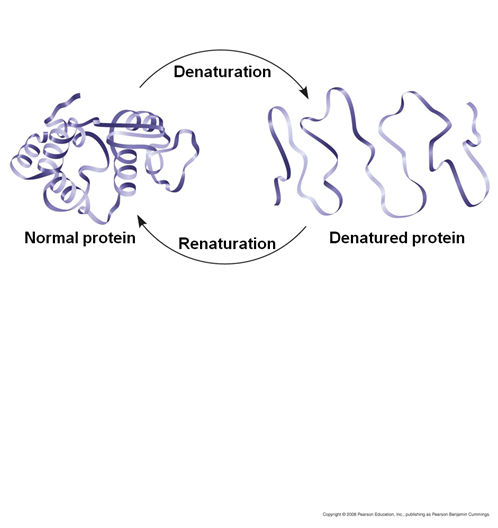 Denaturation
Normal protein
Denatured protein
Renaturation
Copyright © 2008 Pearson Education, Inc., publishing as Pearson Benjamin Cummings.